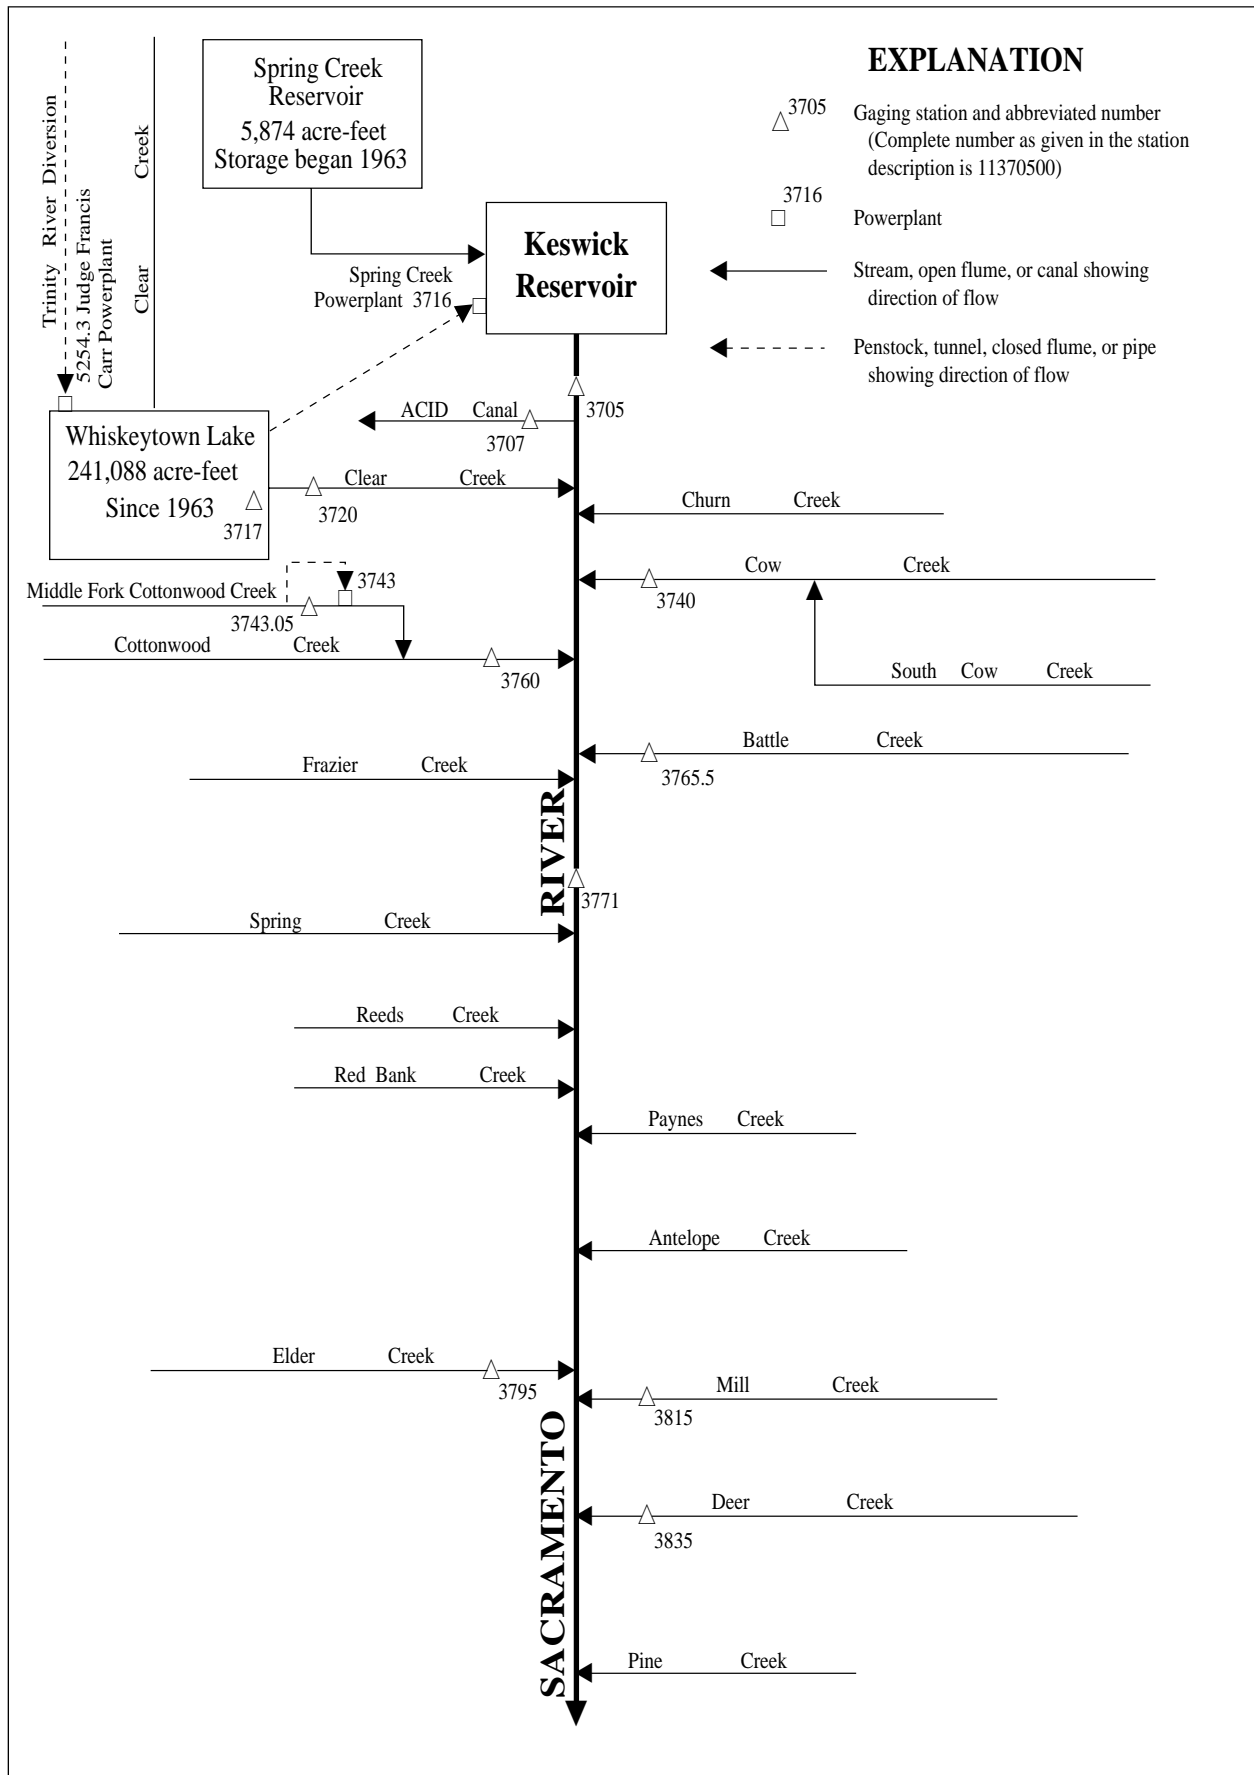 EXPLANATION
3705
Gaging station and abbreviated number
(Complete number as given in the station
description is 11370500)
3716
Powerplant
Stream, open flume, or canal showing
direction of flow
Penstock, tunnel, closed flume, or pipe
showing direction of flow
Trinity River Diversion
5254.3 Judge Francis
Carr Powerplant
Clear Creek
Spring Creek
Reservoir
5,874 acre-feet
Storage began 1963
Keswick
Reservoir
Spring Creek
Powerplant 3716
3705
ACID Canal
3707
Whiskeytown Lake
241,088 acre-feet
Since 1963
3717
Clear Creek
3720
Churn Creek
Cow Creek
3740
3743
Middle Fork Cottonwood Creek
3743.05
Cottonwood Creek
3760
South Cow Creek
Battle Creek
3765.5
Frazier Creek
RIVER
3771
Spring Creek
Reeds Creek
Red Bank Creek
Paynes Creek
Antelope Creek
Elder Creek
3795
Mill Creek
3815
SACRAMENTO
Deer Creek
3835
Pine Creek